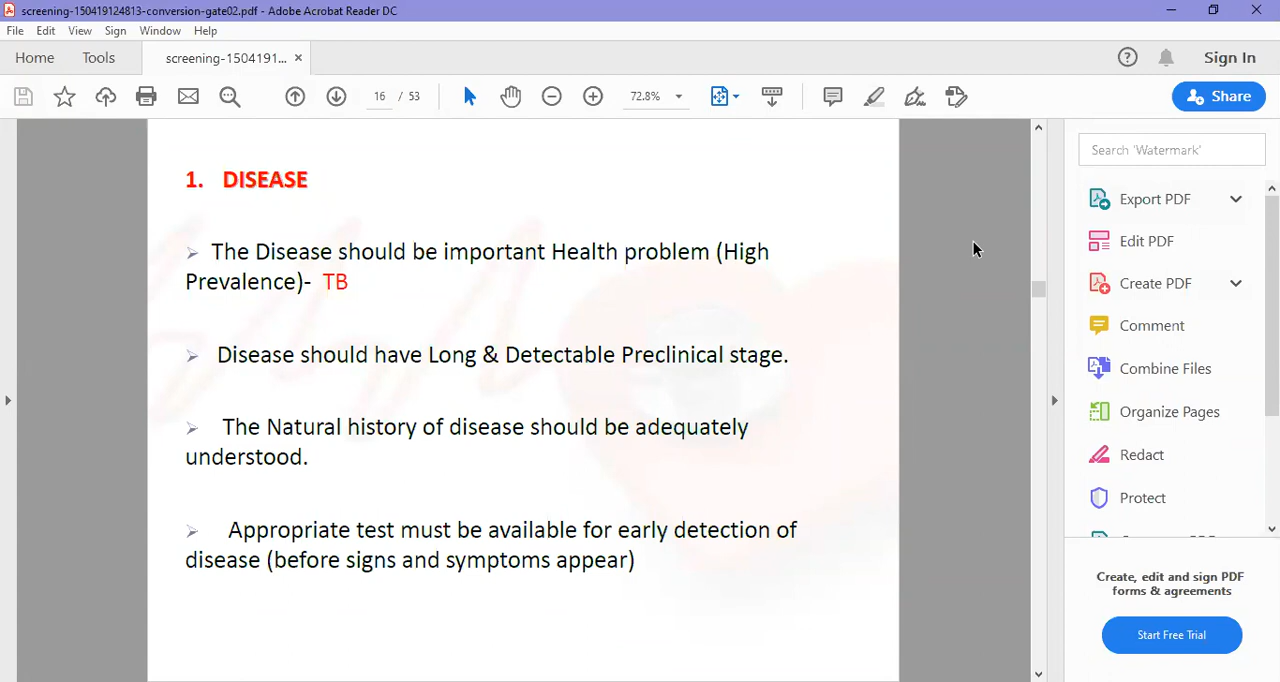 screening-150419124813-conversion-gate02.pdf - Adobe Acrobat Reader DC
File Edit View Sign Window Help
Home Tools screening-1504191... ×
Sign In
16 / 53
72.8%
Share
1. DISEASE
➢ The Disease should be important Health problem (High
Prevalence)- TB
➢ Disease should have Long & Detectable Preclinical stage.
➢ The Natural history of disease should be adequately
understood.
➢ Appropriate test must be available for early detection of
disease (before signs and symptoms appear)
Search 'Watermark'
Export PDF
Edit PDF
Create PDF
Comment
Combine Files
Organize Pages
Redact
Protect
Create, edit and sign PDF
forms & agreements
Start Free Trial